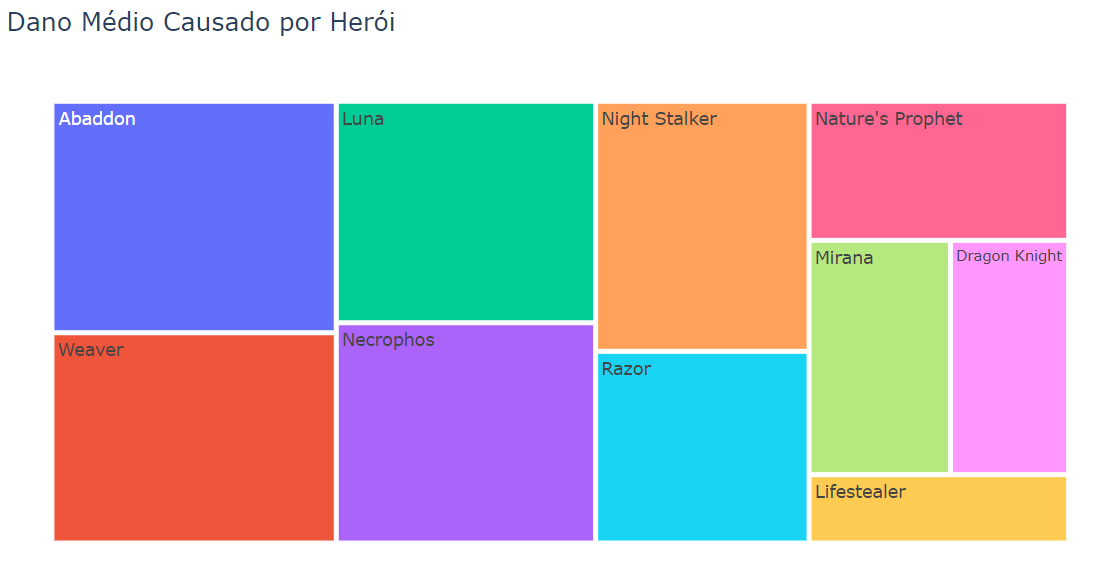 Dano Médio Causado por Herói
Abaddon
Luna
Night Stalker
Nature's Prophet
Mirana
Dragon Knight
Weaver
Necrophos
Razor
Lifestealer